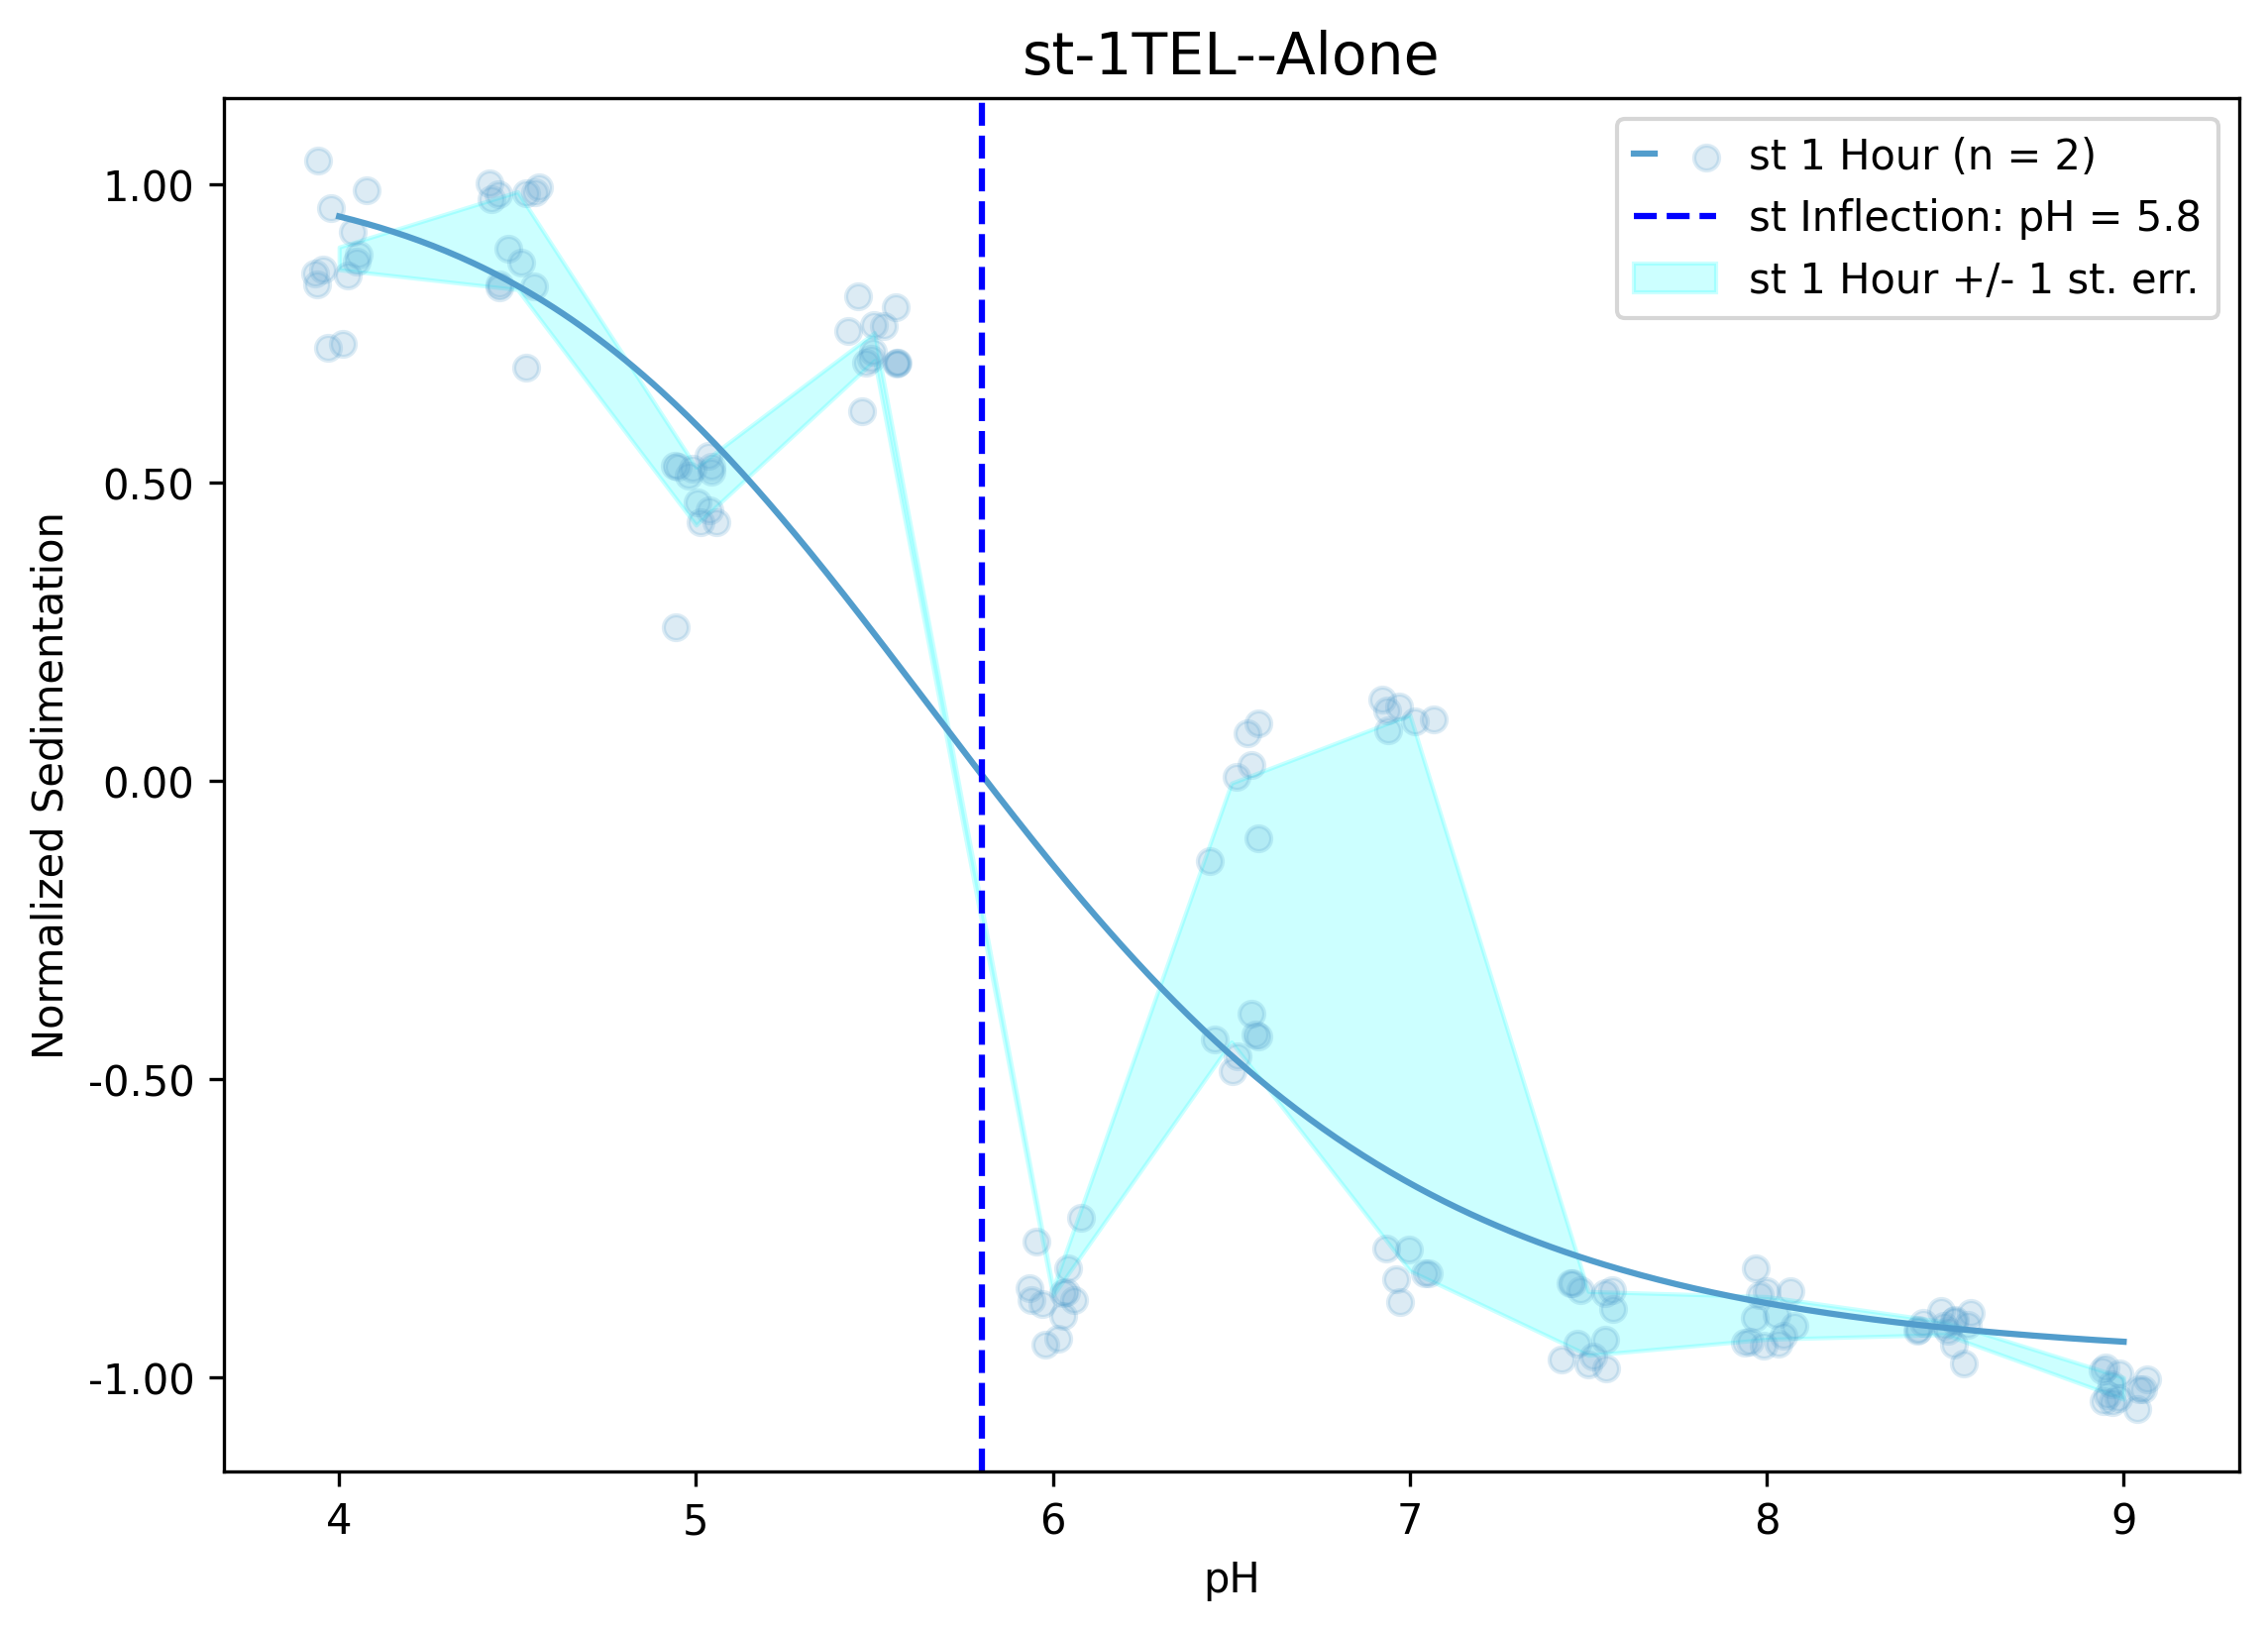 st-1TEL--Alone
st 1 Hour (n = 2)
st Inflection: pH = 5.8
st 1 Hour +/- 1 st. err.
Normalized Sedimentation
1.00
0.50
0.00
-0.50
-1.00
4 5 6 7 8 9
pH